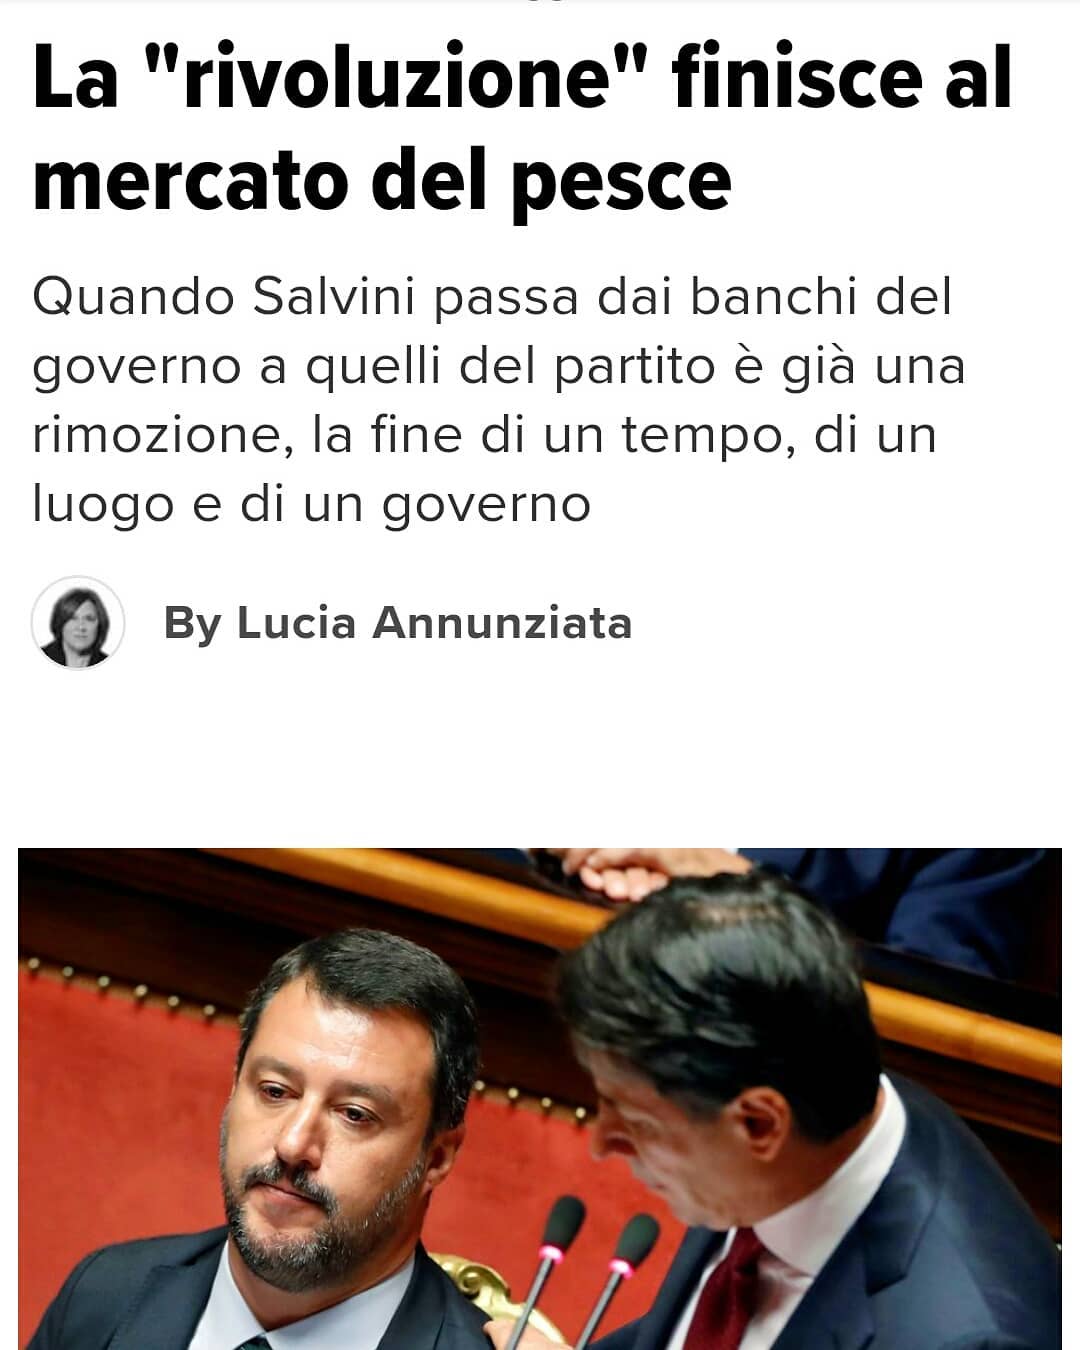 La "rivoluzione" finisce al
mercato del pesce
Quando Salvini passa dai banchi del
governo a quelli del partito è già una
rimozione, la fine di un tempo, di un
luogo e di un governo
By Lucia Annunziata